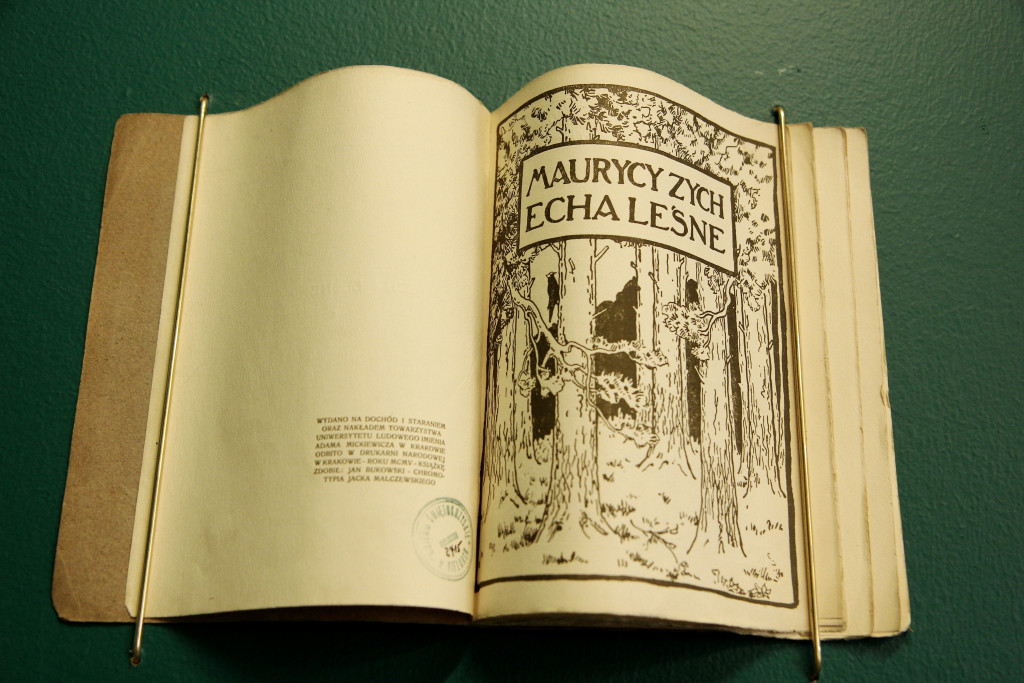 WYDANO NA DOCHÓD I STARANIEM
ORAZ NAKŁADEM TOWARZYSTWA
UNIWERSYTETU LUDOWEGO IMIENIA
ADAMA MICKIEWICZA W KRAKOWIE
ODBITO W DRUKARNI NARODOWEJ
W KRAKOWIE - ROKU MCMV - KSIĄŻKĘ
ZDOBIŁ: JAN BUKOWSKI - CHROMO-
TYPIA JACKA MALCZEWSKIEGO
MAURYCY ZYCH
ECHA LEŚNE